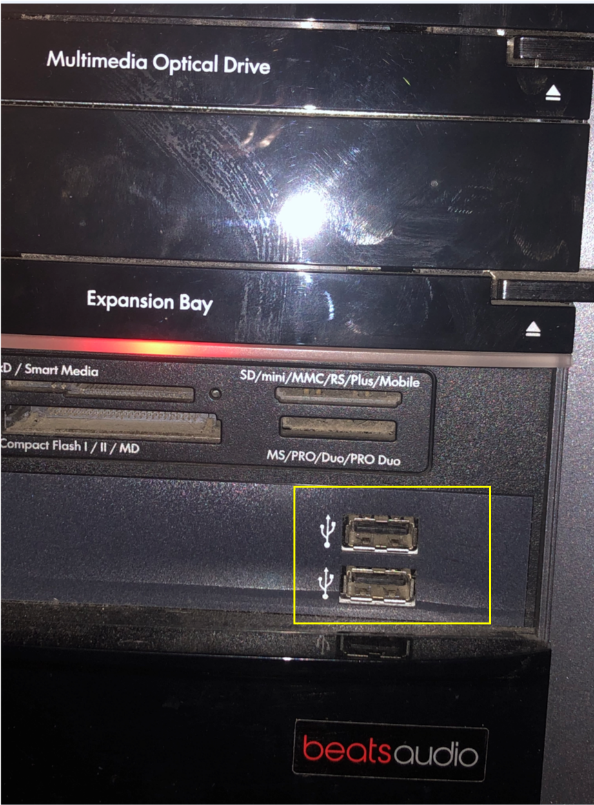 Multimedia Optical Drive
Expansion Bay
xD / Smart Media
SD/mini/MMC/RS/Plus/Mobile
Compact Flash I / II / MD
MS/PRO/Duo/PRO Duo
beatsaudio